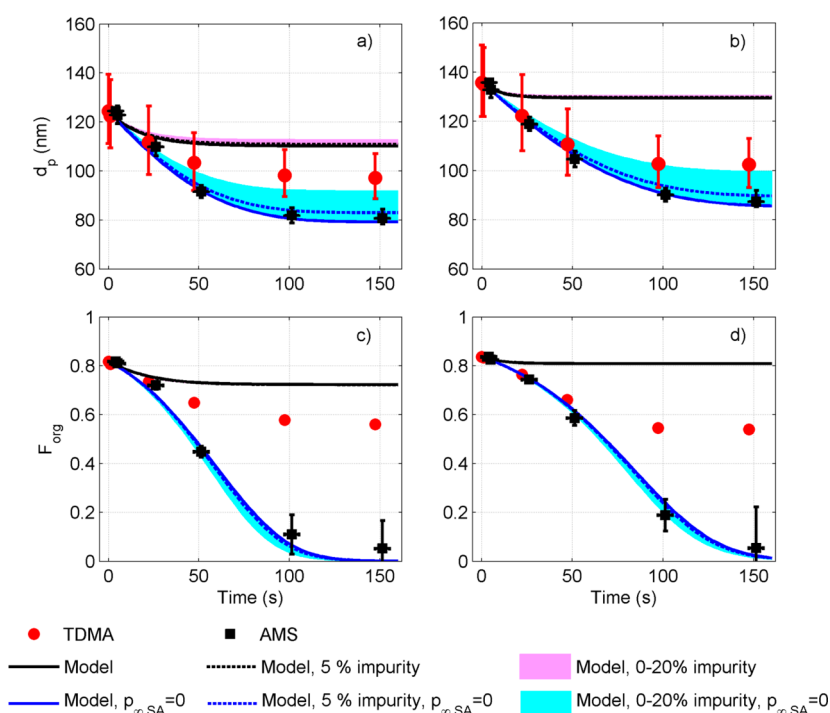 160
140
120
100
80
60
d_p (nm)
0
50
100
150
a)
160
140
120
100
80
60
0
50
100
150
b)
1
0.8
0.6
0.4
0.2
0
F_org
0
50
100
150
Time (s)
c)
1
0.8
0.6
0.4
0.2
0
0
50
100
150
Time (s)
d)
TDMA
AMS
Model
Model, 5 % impurity
Model, 0-20% impurity
Model, p_∞,SA=0
Model, 5 % impurity, p_∞,SA=0
Model, 0-20% impurity, p_∞,SA=0